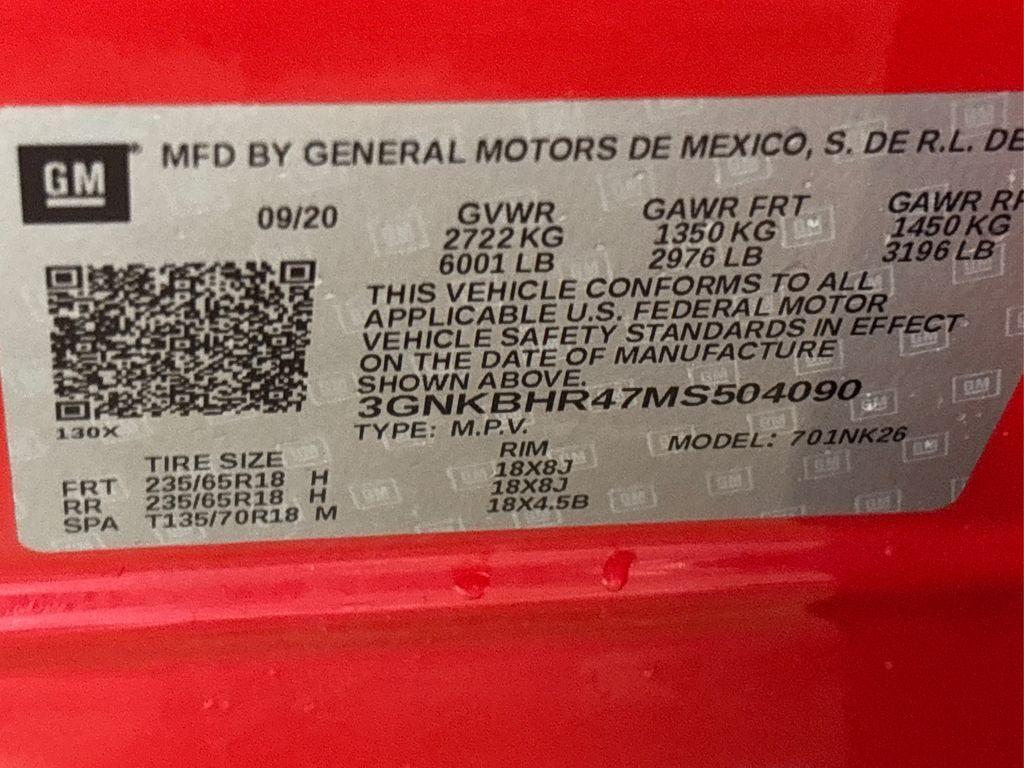 GM MFD BY GENERAL MOTORS DE MEXICO, S. DE R.L. DE
09/20 GVWR GAWR FRT GAWR RR
2722 KG 1350 KG 1450 KG
6001 LB 2976 LB 3196 LB
THIS VEHICLE CONFORMS TO ALL
APPLICABLE U.S. FEDERAL MOTOR
VEHICLE SAFETY STANDARDS IN EFFECT
ON THE DATE OF MANUFACTURE
SHOWN ABOVE.
3GNKBHR47MS504090
130X TYPE: M.P.V. MODEL: 701NK26
TIRE SIZE RIM
FRT 235/65R18 H 18X8J
RR 235/65R18 H 18X8J
SPA T135/70R18 M 18X4.5B